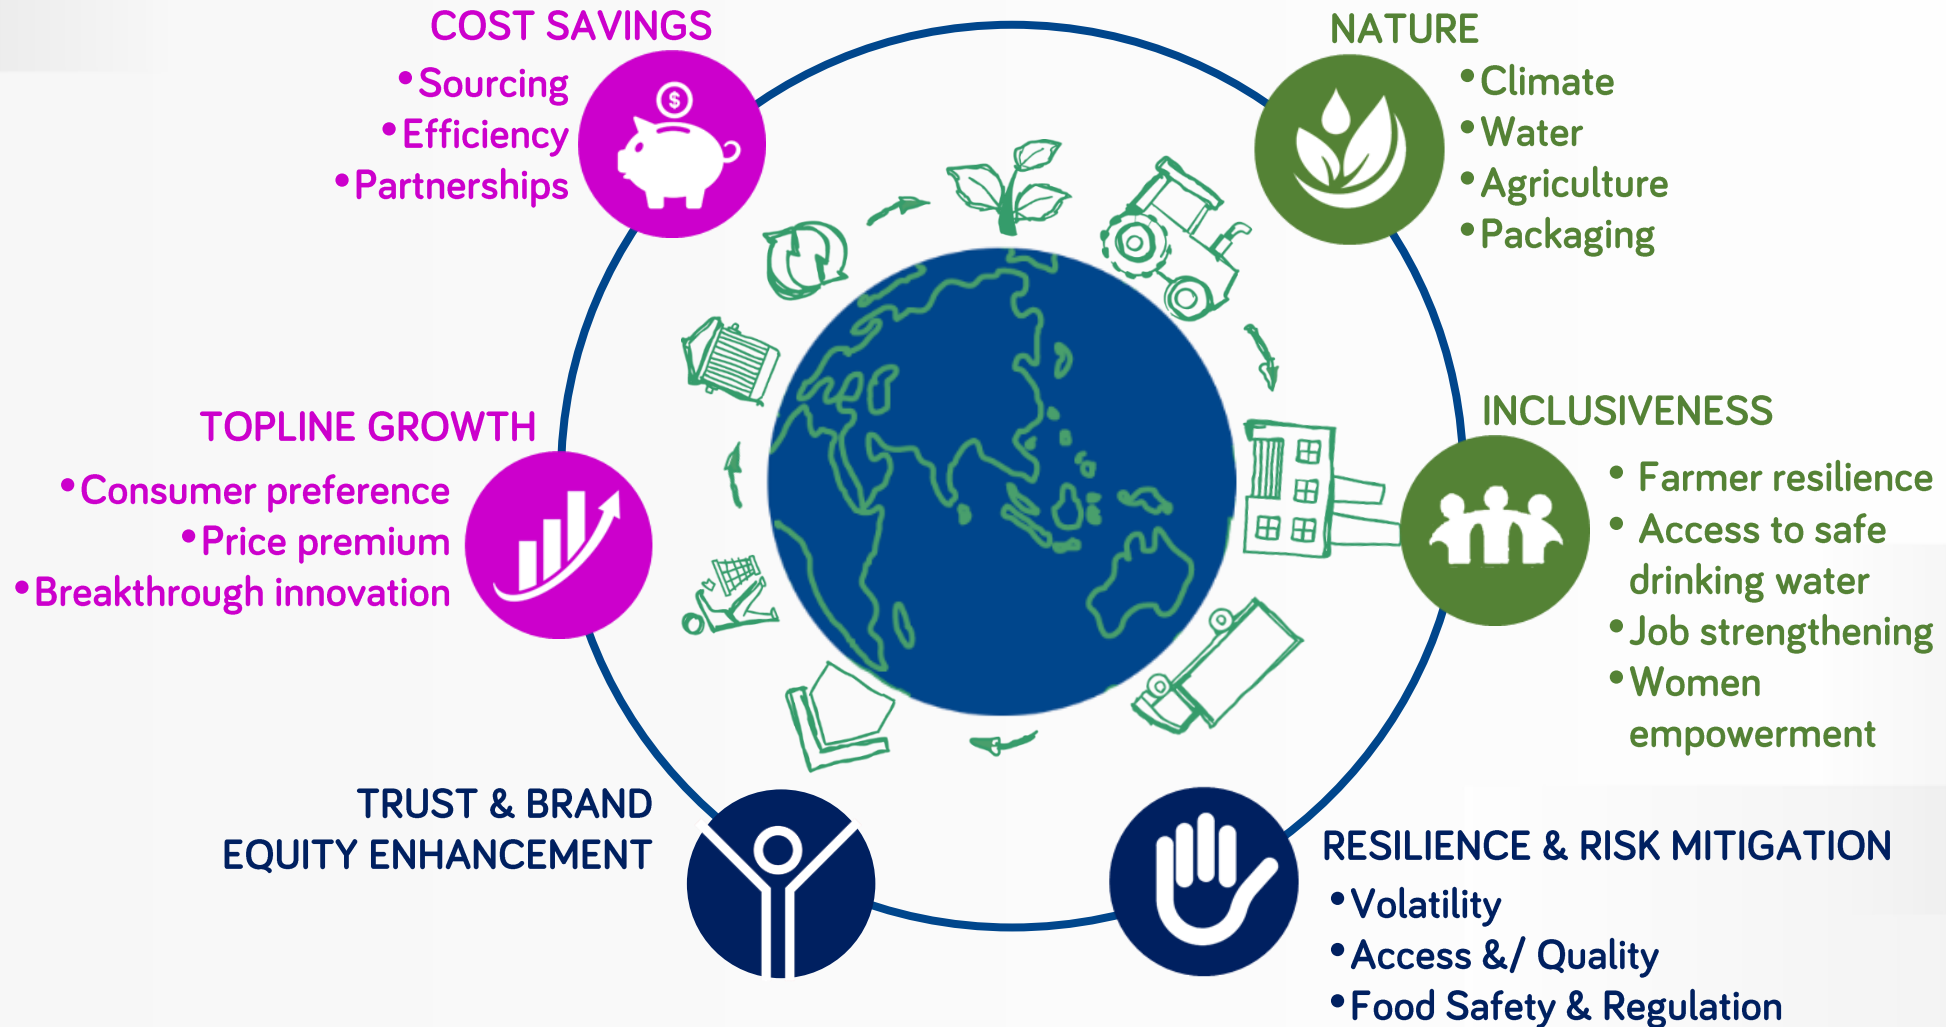 COST SAVINGS
•Sourcing
•Efficiency
•Partnerships
$
NATURE
•Climate
•Water
•Agriculture
•Packaging
TOPLINE GROWTH
•Consumer preference
•Price premium
•Breakthrough innovation
INCLUSIVENESS
• Farmer resilience
• Access to safe
drinking water
•Job strengthening
•Women
empowerment
TRUST & BRAND
EQUITY ENHANCEMENT
RESILIENCE & RISK MITIGATION
•Volatility
•Access &/ Quality
•Food Safety & Regulation